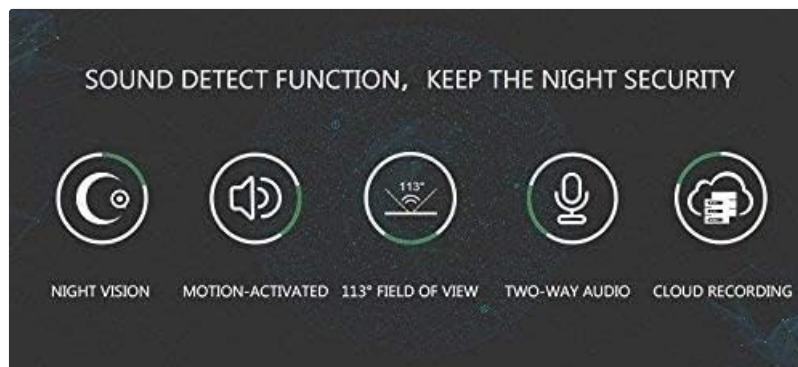 SOUND DETECT FUNCTION, KEEP THE NIGHT SECURITY
113°
NIGHT VISION
MOTION-ACTIVATED
113° FIELD OF VIEW
TWO-WAY AUDIO
CLOUD RECORDING